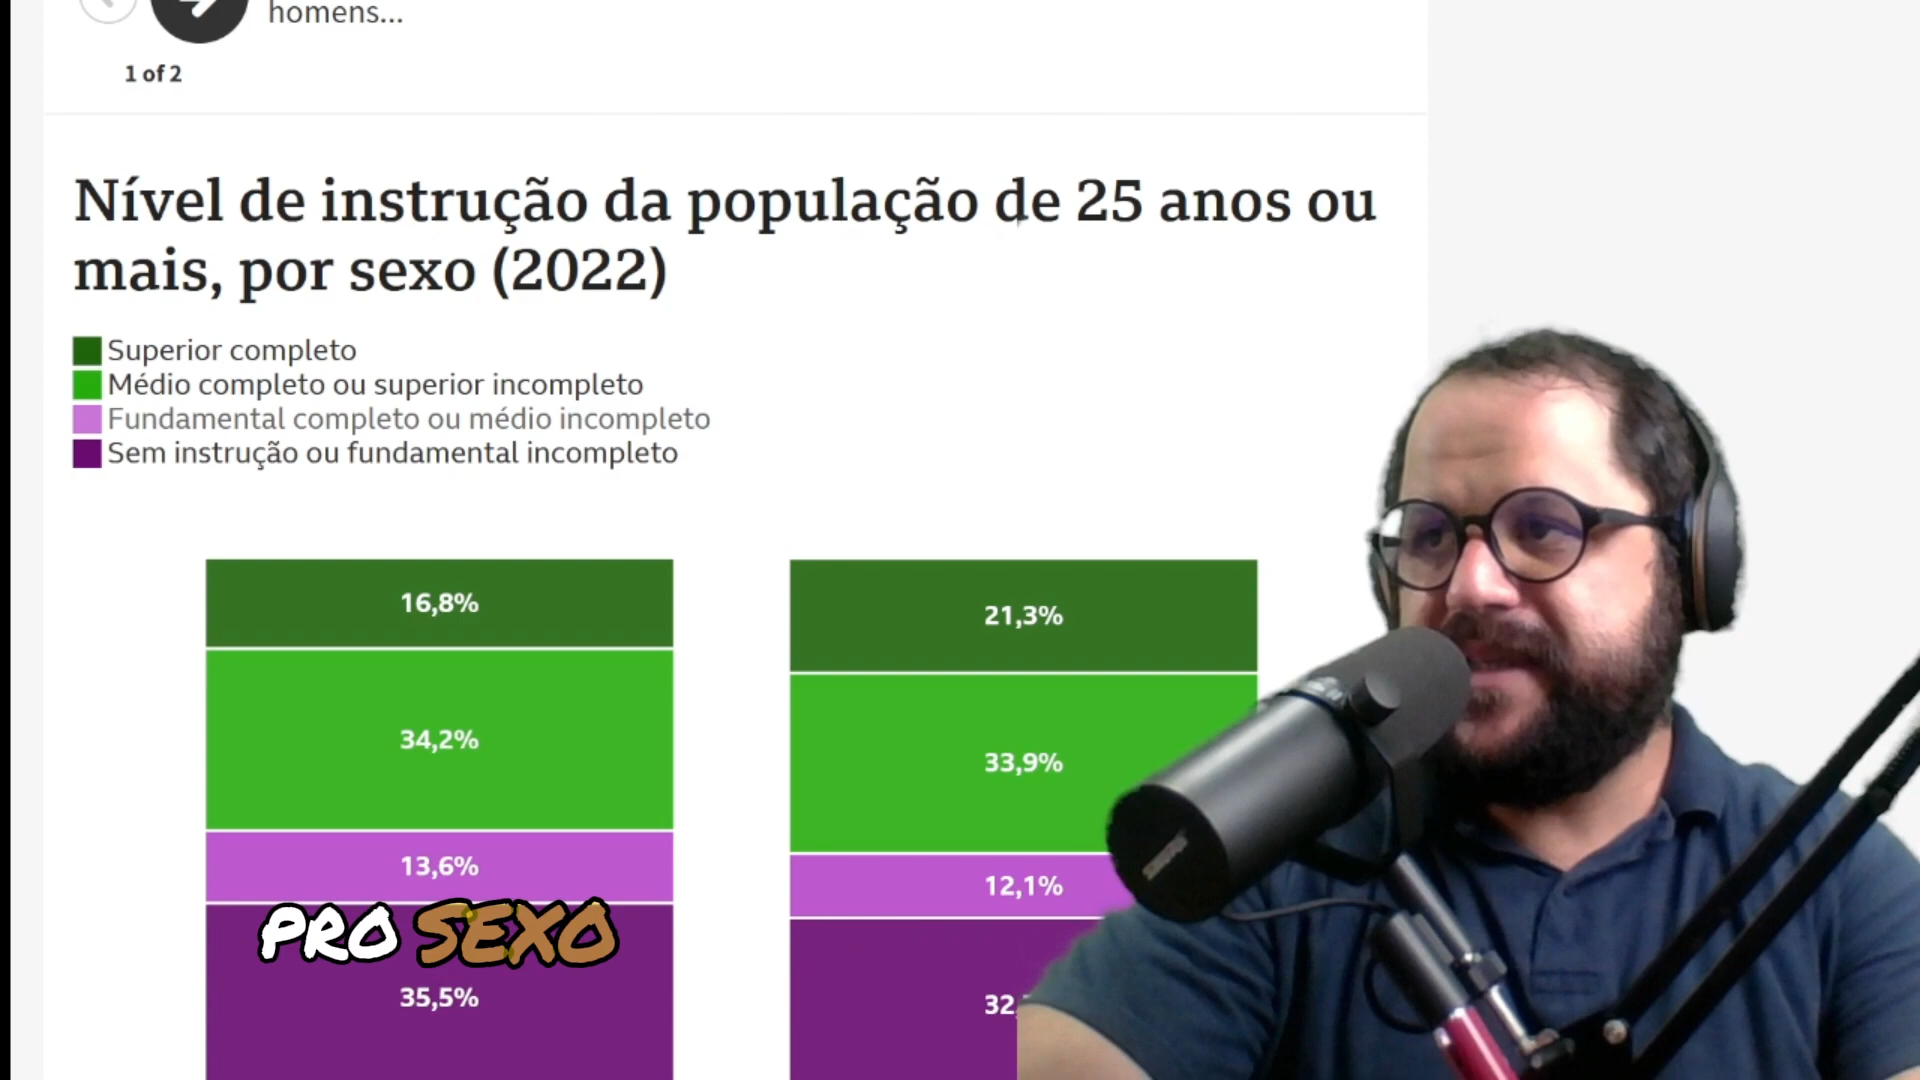 homens...
1 of 2
Nível de instrução da população de 25 anos ou
mais, por sexo (2022)
Superior completo
Médio completo ou superior incompleto
Fundamental completo ou médio incompleto
Sem instrução ou fundamental incompleto
16,8%
21,3%
34,2%
33,9%
13,6%
12,1%
PRO SEXO
35,5%
32,